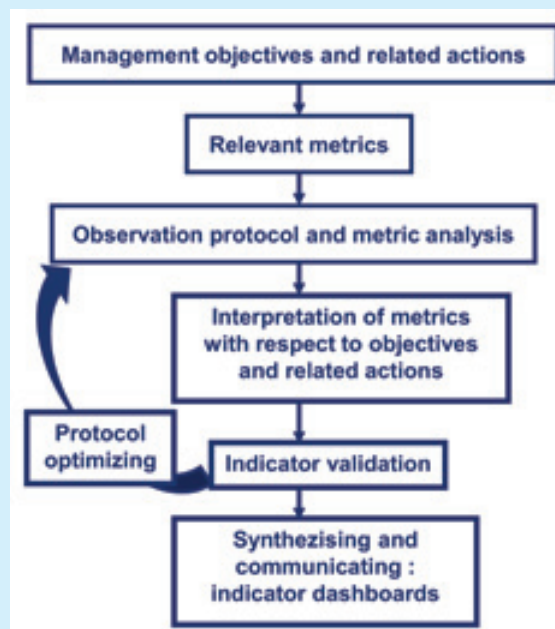 Management objectives and related actions
Relevant metrics
Observation protocol and metric analysis
Interpretation of metrics
with respect to objectives
and related actions
Protocol
optimizing
Indicator validation
Synthezising and
communicating :
indicator dashboards